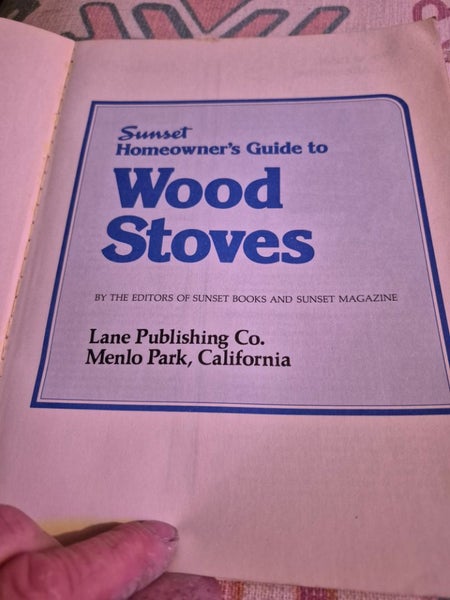 Sunset
Homeowner's Guide to
Wood
Stoves
BY THE EDITORS OF SUNSET BOOKS AND SUNSET MAGAZINE
Lane Publishing Co.
Menlo Park, California